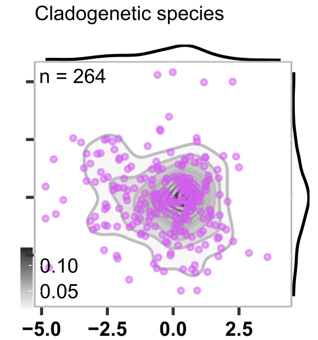 Cladogenetic species
n = 264
0.10
0.05
−5.0 −2.5 0.0 2.5